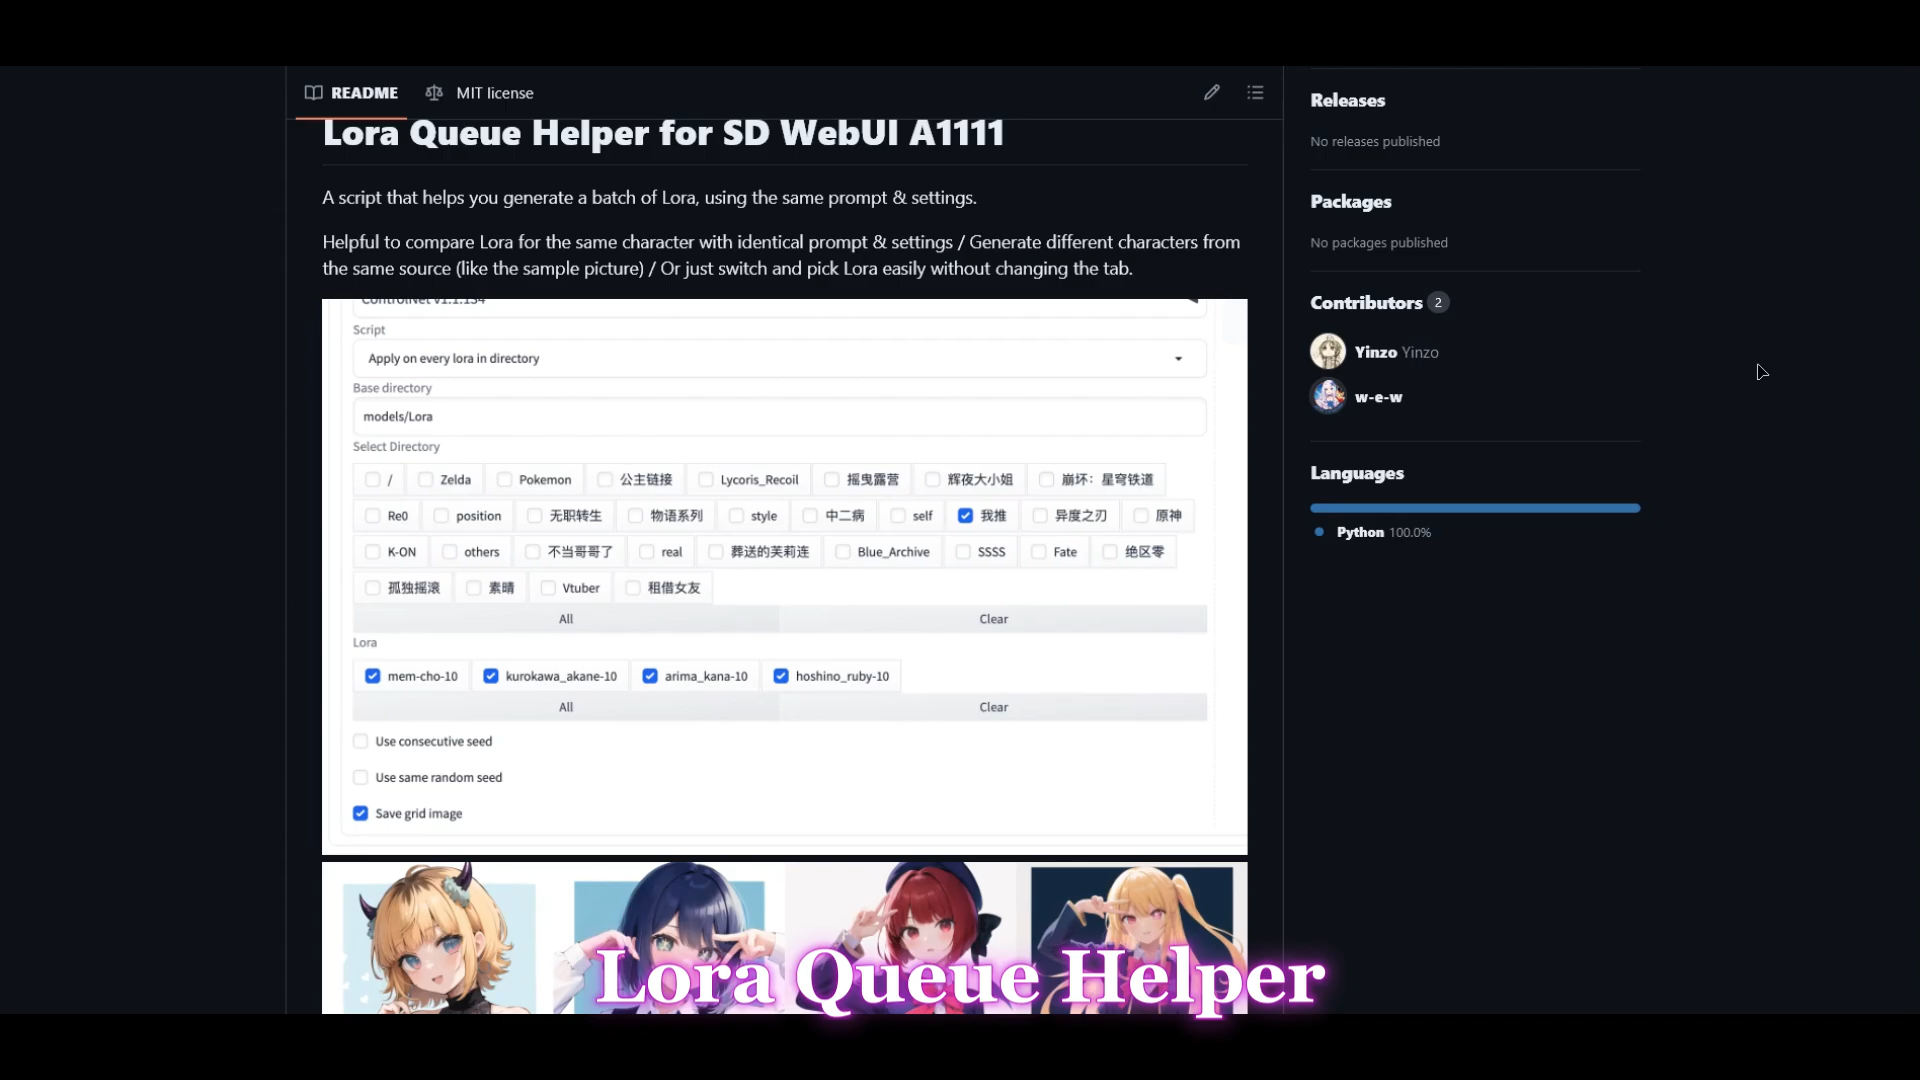 README
MIT license
Lora Queue Helper for SD WebUI A1111
A script that helps you generate a batch of Lora, using the same prompt & settings.
Helpful to compare Lora for the same character with identical prompt & settings / Generate different characters from
the same source (like the sample picture) / Or just switch and pick Lora easily without changing the tab.
ControlNet v1.1.134
Script
Apply on every lora in directory
Base directory
models/Lora
Select Directory
/ Zelda Pokemon 公主链接 Lycoris_Recoil 摇曳露营 辉夜大小姐 崩坏：星穹铁道
Re0 position 无职转生 物语系列 style 中二病 self 我推 异度之刃 原神
K-ON others 不当哥哥了 real 葬送的芙莉连 Blue_Archive SSSS Fate 绝区零
孤独摇滚 素晴 Vtuber 租借女友
All Clear
Lora
mem-cho-10 kurokawa_akane-10 arima_kana-10 hoshino_ruby-10
All Clear
Use consecutive seed
Use same random seed
Save grid image
Lora Queue Helper
Releases
No releases published
Packages
No packages published
Contributors 2
Yinzo Yinzo
w-e-w
Languages
Python 100.0%